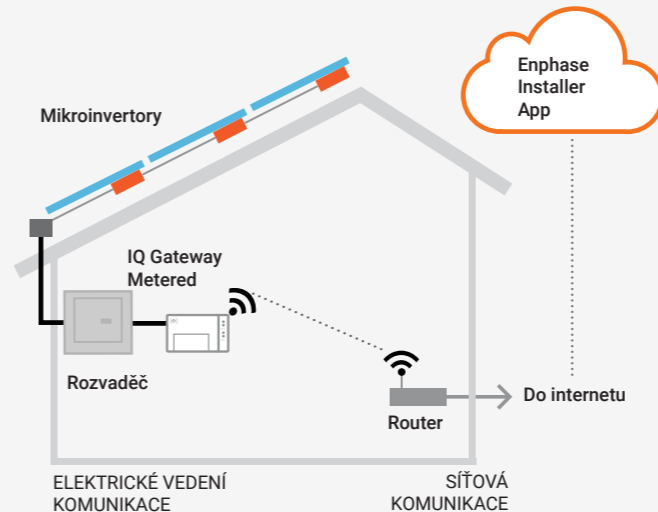 Enphase
Installer
App
Mikroinvertory
IQ Gateway
Metered
Rozvaděč
Router
Do internetu
ELEKTRICKÉ VEDENÍ
KOMUNIKACE
SÍŤOVÁ
KOMUNIKACE